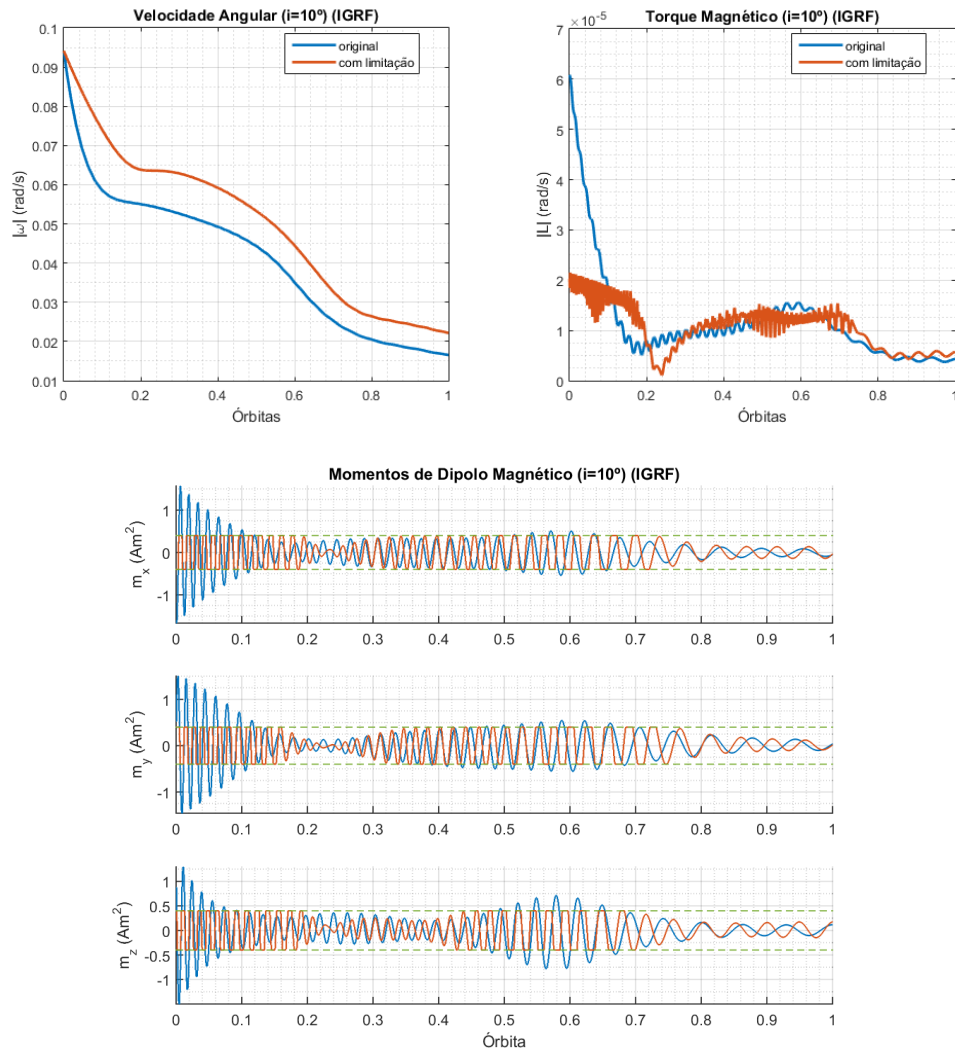 Velocidade Angular (i=10º) (IGRF)
original
com limitação
0.1
0.09
0.08
0.07
0.06
0.05
0.04
0.03
0.02
0.01
|ω| (rad/s)
0 0.2 0.4 0.6 0.8 1
Órbitas
Torque Magnético (i=10º) (IGRF)
×10^-5
original
com limitação
7
6
5
4
3
2
1
0
|L| (rad/s)
0 0.2 0.4 0.6 0.8 1
Órbitas
Momentos de Dipolo Magnético (i=10º) (IGRF)
m_x (Am^2)
1
0
-1
0 0.1 0.2 0.3 0.4 0.5 0.6 0.7 0.8 0.9 1
m_y (Am^2)
1
0
-1
0 0.1 0.2 0.3 0.4 0.5 0.6 0.7 0.8 0.9 1
m_z (Am^2)
1
0.5
0
-0.5
-1
0 0.1 0.2 0.3 0.4 0.5 0.6 0.7 0.8 0.9 1
Órbita